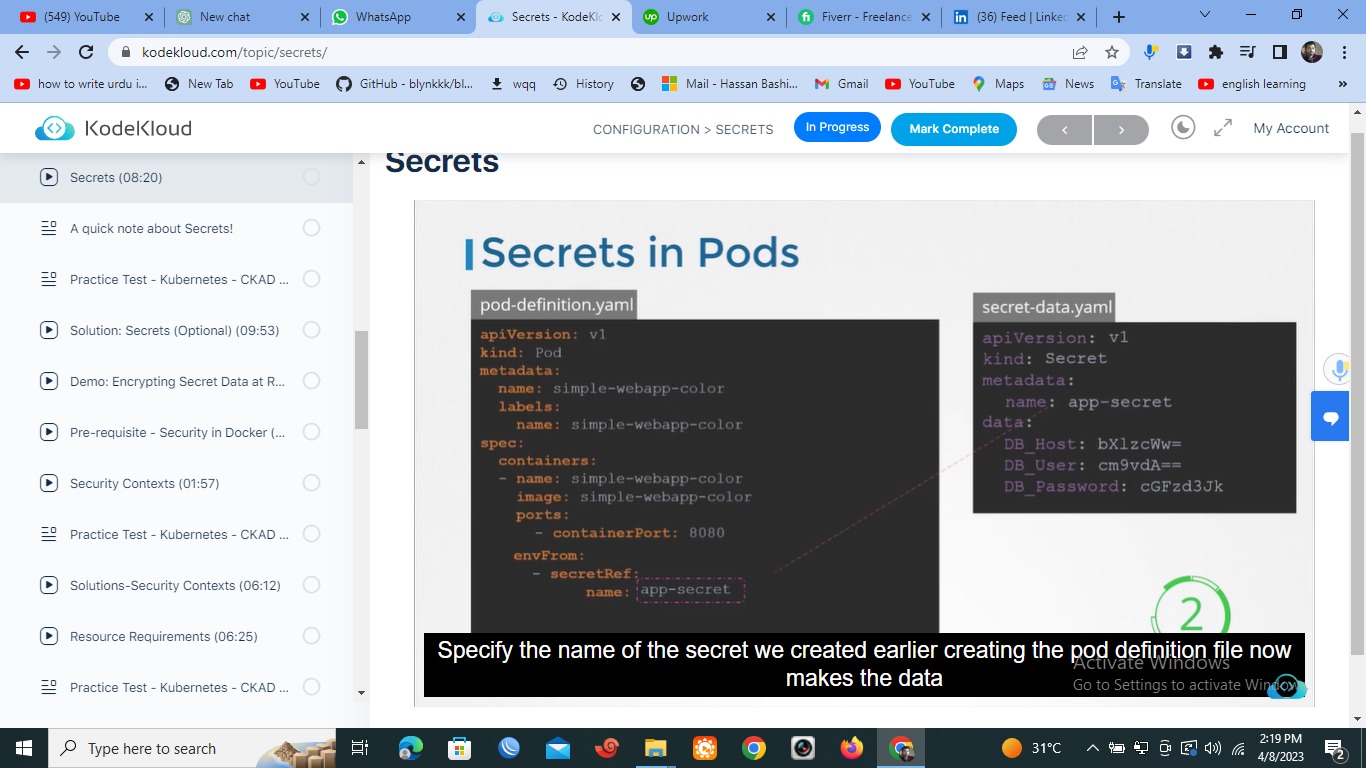 (549) YouTube
New chat
WhatsApp
Secrets - KodeKlo
Upwork
Fiverr - Freelance
(36) Feed | Linked
kodekloud.com/topic/secrets/
how to write urdu i...
New Tab
YouTube
GitHub - blynkkk/bl...
wqq
History
Mail - Hassan Bashi...
Gmail
YouTube
Maps
News
Translate
english learning
»
KodeKloud
CONFIGURATION > SECRETS
In Progress
Mark Complete
<
>
My Account
Secrets (08:20)
A quick note about Secrets!
Practice Test - Kubernetes - CKAD ...
Solution: Secrets (Optional) (09:53)
Demo: Encrypting Secret Data at R...
Pre-requisite - Security in Docker (...
Security Contexts (01:57)
Practice Test - Kubernetes - CKAD ...
Solutions-Security Contexts (06:12)
Resource Requirements (06:25)
Practice Test - Kubernetes - CKAD ...
Secrets
Secrets in Pods
pod-definition.yaml
apiVersion: v1
kind: Pod
metadata:
name: simple-webapp-color
labels:
name: simple-webapp-color
spec:
containers:
- name: simple-webapp-color
image: simple-webapp-color
ports:
- containerPort: 8080
envFrom:
- secretRef:
name: app-secret
secret-data.yaml
apiVersion: v1
kind: Secret
metadata:
name: app-secret
data:
DB_Host: bXlzcWw=
DB_User: cm9vdA==
DB_Password: cGFzd3Jk
2
Specify the name of the secret we created earlier creating the pod definition file now
makes the data
Activate Windows
Go to Settings to activate Windows
Type here to search
31°C
2:19 PM
4/8/2023
2